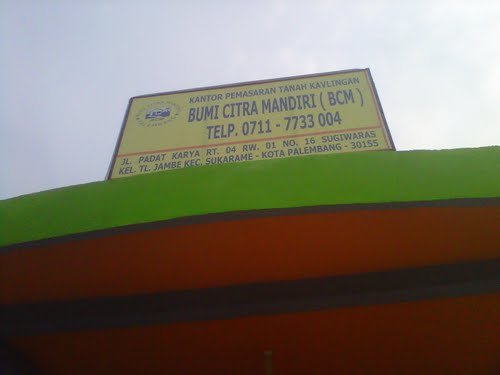 KANTOR PEMASARAN TANAH KAVLINGAN
BUMI CITRA MANDIRI ( BCM )
TELP. 0711 - 7733 004
JL. PADAT KARYA RT. 04 RW. 01 NO. 16 SUGIWARAS
KEL. TL. JAMBE KEC. SUKARAME - KOTA PALEMBANG - 30155